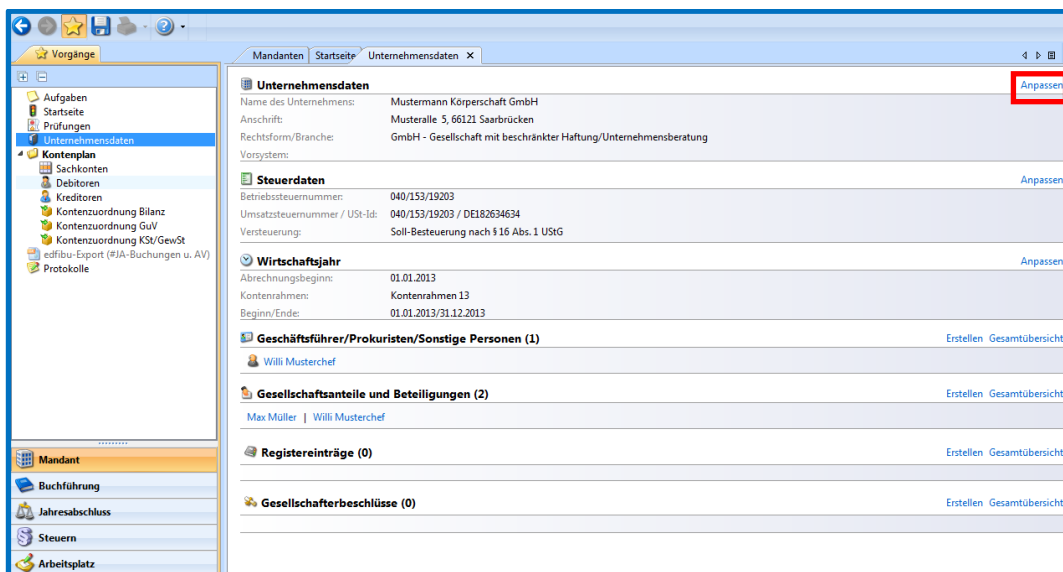 Vorgänge
Mandanten Startseite Unternehmensdaten
Aufgaben
Startseite
Prüfungen
Unternehmensdaten
Kontenplan
Sachkonten
Debitoren
Kreditoren
Kontenzuordnung Bilanz
Kontenzuordnung GuV
Kontenzuordnung KSt/GewSt
edfibu-Export (#JA-Buchungen u. AV)
Protokolle
Mandant
Buchführung
Jahresabschluss
Steuern
Arbeitsplatz
Unternehmensdaten Anpassen
Name des Unternehmens: Mustermann Körperschaft GmbH
Anschrift: Musteralle 5, 66121 Saarbrücken
Rechtsform/Branche: GmbH - Gesellschaft mit beschränkter Haftung/Unternehmensberatung
Vorsystem:
Steuerdaten Anpassen
Betriebssteuernummer: 040/153/19203
Umsatzsteuernummer / USt-Id: 040/153/19203 / DE182634634
Versteuerung: Soll-Besteuerung nach § 16 Abs. 1 UStG
Wirtschaftsjahr Anpassen
Abrechnungsbeginn: 01.01.2013
Kontenrahmen: Kontenrahmen 13
Beginn/Ende: 01.01.2013/31.12.2013
Geschäftsführer/Prokuristen/Sonstige Personen (1) Erstellen Gesamtübersicht
Willi Musterchef
Gesellschaftsanteile und Beteiligungen (2) Erstellen Gesamtübersicht
Max Müller | Willi Musterchef
Registereinträge (0) Erstellen Gesamtübersicht
Gesellschafterbeschlüsse (0) Erstellen Gesamtübersicht